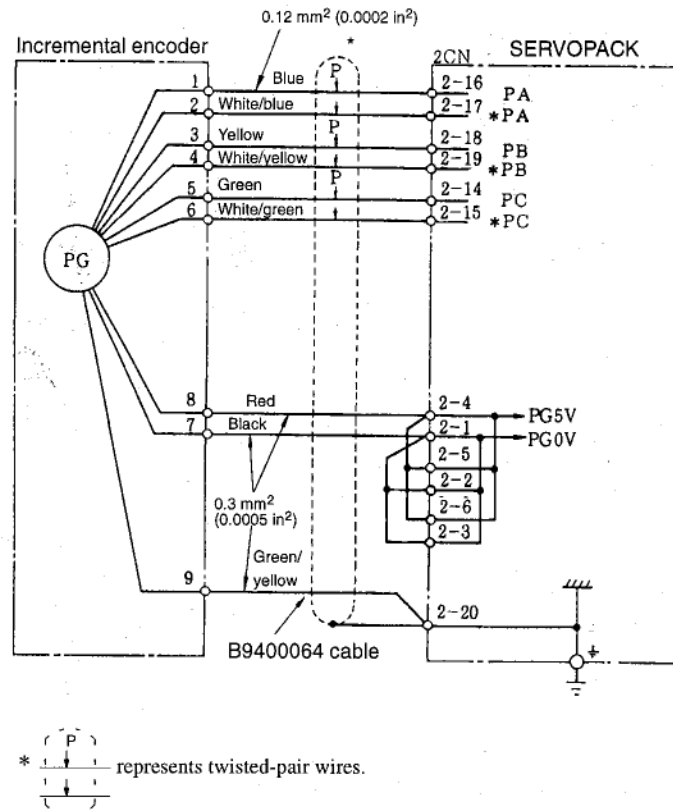 0.12 mm² (0.0002 in²)
Incremental encoder
*
2CN
SERVOPACK
1 Blue P 2-16 PA
2 White/blue 2-17 *PA
3 Yellow P 2-18 PB
4 White/yellow 2-19 *PB
5 Green P 2-14 PC
6 White/green 2-15 *PC
PG
8 Red 2-4 PG5V
7 Black 2-1 PG0V
2-5
2-2
2-6
2-3
0.3 mm²
(0.0005 in²)
Green/
yellow
9
2-20
B9400064 cable
* P represents twisted-pair wires.